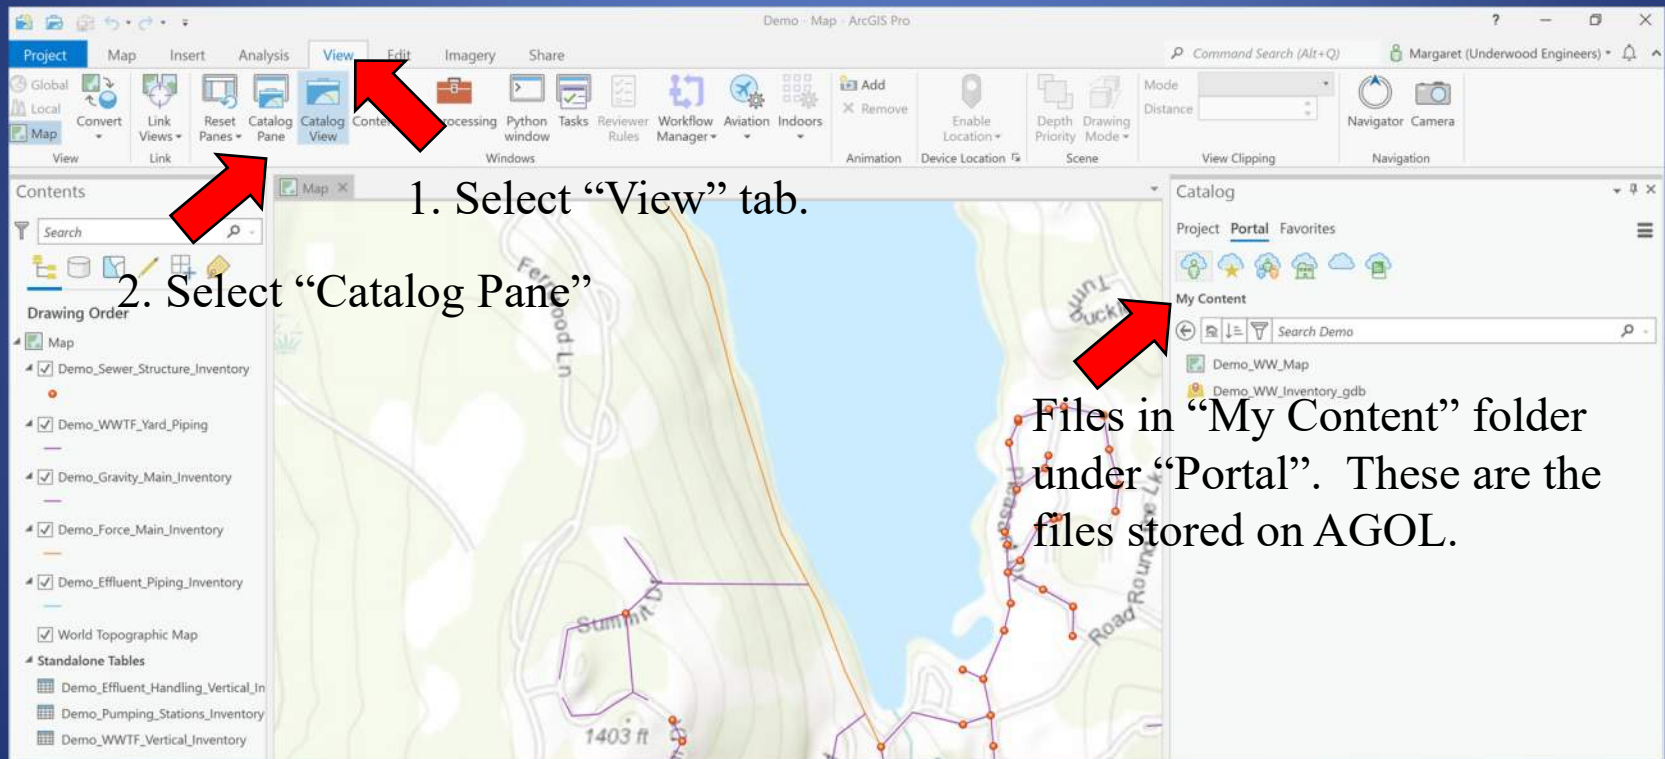 Demo - Map - ArcGIS Pro
?
Project Map Insert Analysis View Edit Imagery Share
Command Search (Alt+Q)
Margaret (Underwood Engineers)
Global
Local
Map
Convert
View
Link Views
Link
Reset Panes
Catalog Pane
Catalog View
Python window
Tasks
Reviewer Rules
Workflow Manager
Aviation
Indoors
Windows
Add
Remove
Animation
Enable Location
Device Location
Depth Priority
Drawing Mode
Scene
Mode
Distance
View Clipping
Navigator
Camera
Navigation
1. Select “View” tab.
2. Select “Catalog Pane”
Contents
Search
Drawing Order
Map
Demo_Sewer_Structure_Inventory
Demo_WWTF_Yard_Piping
Demo_Gravity_Main_Inventory
Demo_Force_Main_Inventory
Demo_Effluent_Piping_Inventory
World Topographic Map
Standalone Tables
Demo_Effluent_Handling_Vertical_In
Demo_Pumping_Stations_Inventory
Demo_WWTF_Vertical_Inventory
Map
Summit Dr
1403 ft
Catalog
Project Portal Favorites
My Content
Search Demo
Demo_WW_Map
Demo_WW_Inventory_gdb
Files in “My Content” folder
under “Portal”. These are the
files stored on AGOL.